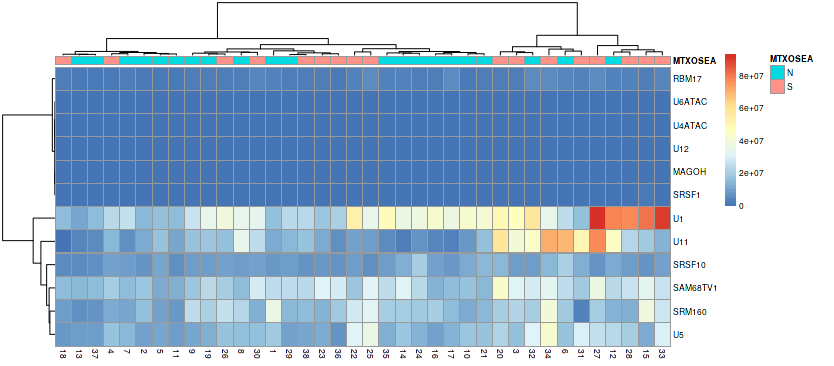 MTXOSEA
RBM17
U6ATAC
U4ATAC
U12
MAGOH
SRSF1
U1
U11
SRSF10
SAM68TV1
SRM160
U5
18 13 37 4 7 2 5 11 9 19 26 8 30 1 29 38 23 36 22 25 35 14 24 16 17 10 21 20 3 32 34 6 31 27 12 28 15 33
8e+07
6e+07
4e+07
2e+07
0
MTXOSEA
N
S